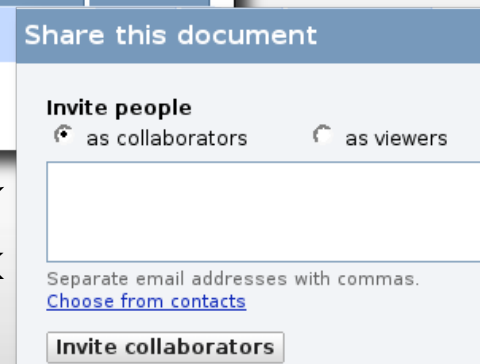 Share this document
Invite people
as collaborators as viewers
Separate email addresses with commas.
Choose from contacts
Invite collaborators